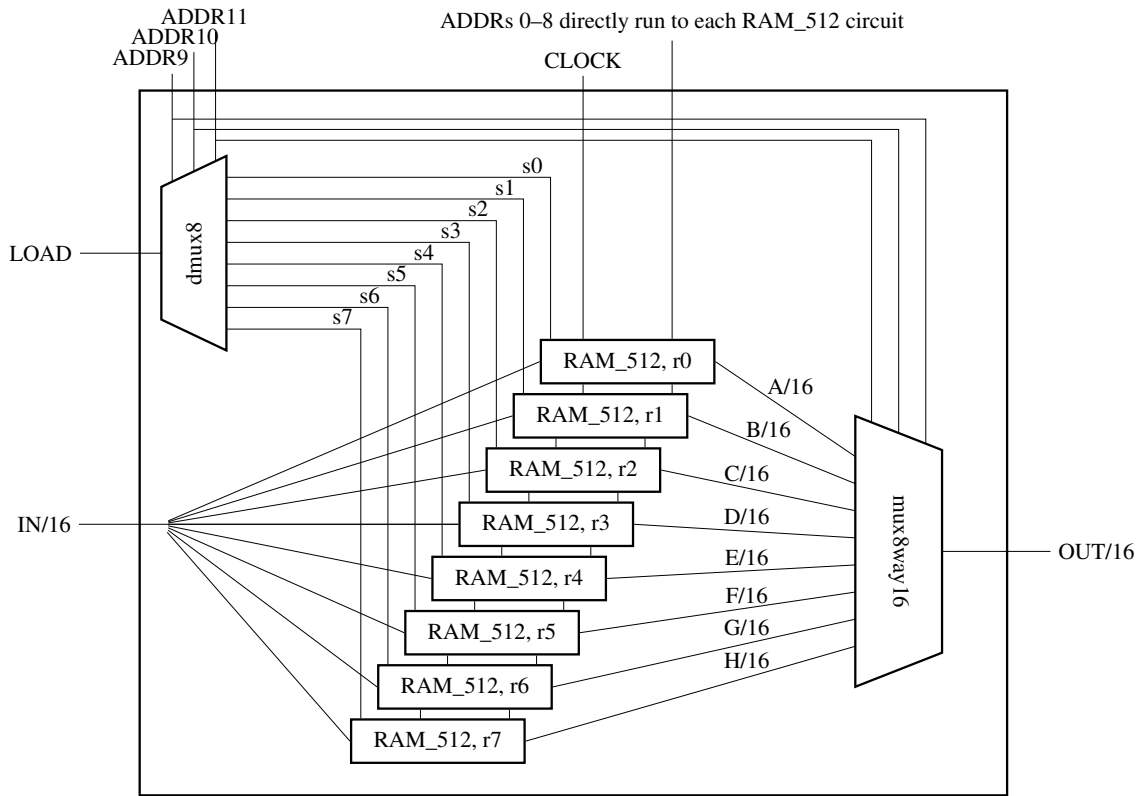 ADDR11
ADDR10
ADDR9
ADDRs 0–8 directly run to each RAM_512 circuit
CLOCK
s0
s1
s2
s3
s4
s5
s6
s7
dmux8
LOAD
RAM_512, r0
RAM_512, r1
RAM_512, r2
RAM_512, r3
RAM_512, r4
RAM_512, r5
RAM_512, r6
RAM_512, r7
A/16
B/16
C/16
D/16
E/16
F/16
G/16
H/16
IN/16
mux8way16
OUT/16